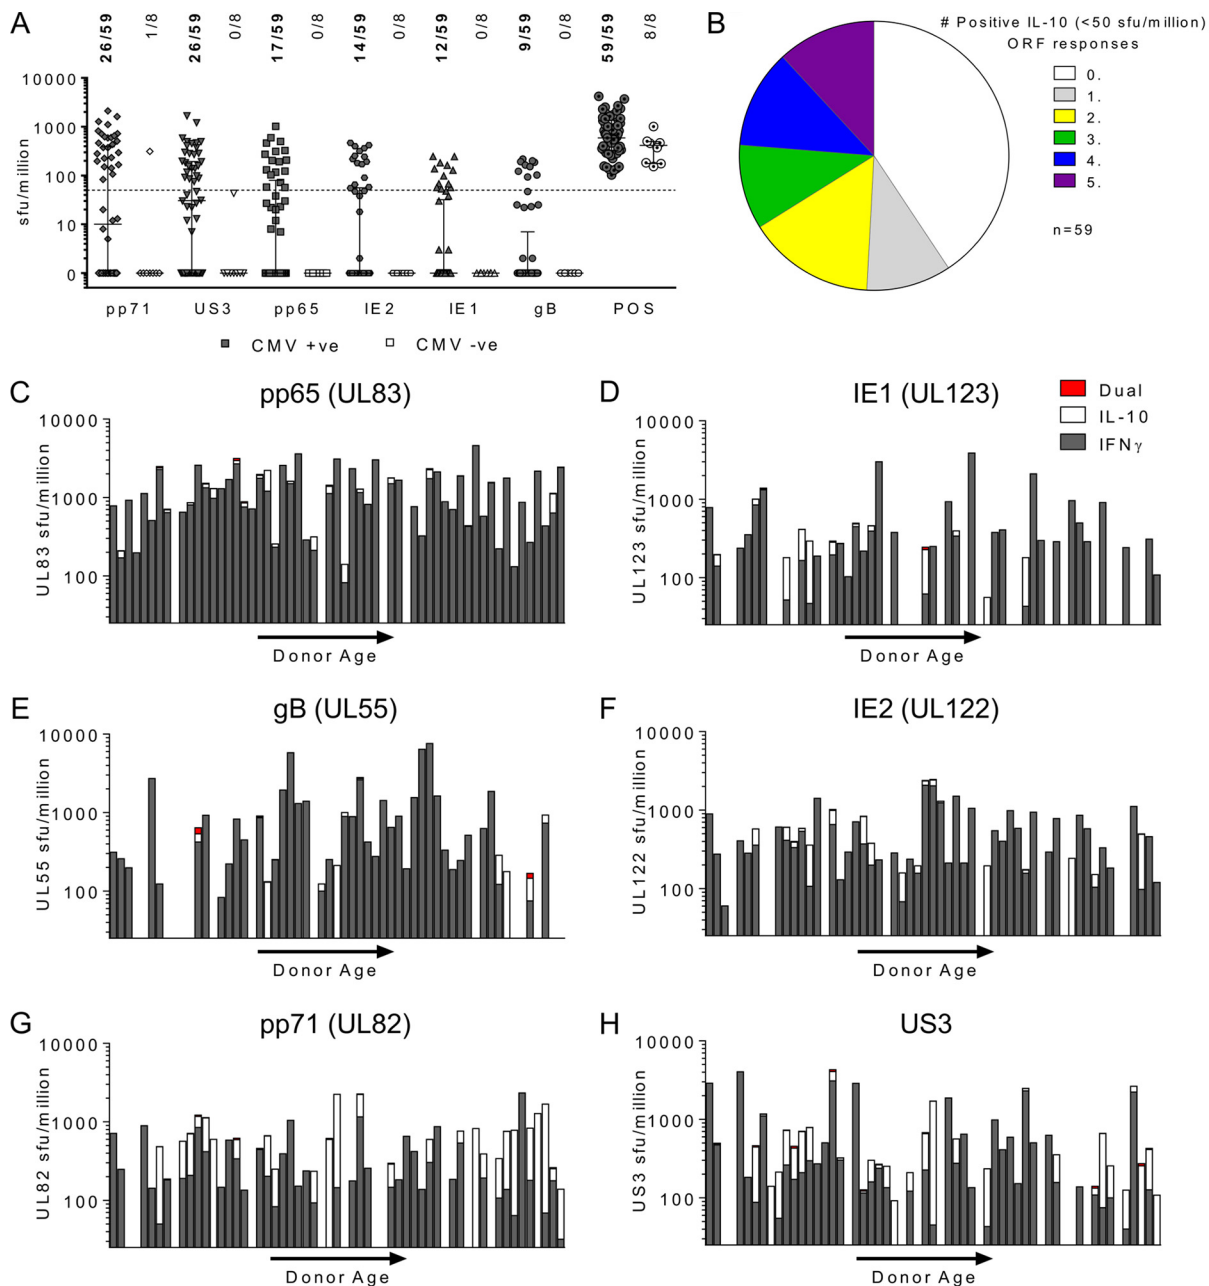 A
26/59 1/8 26/59 0/8 17/59 0/8 14/59 0/8 12/59 0/8 9/59 0/8 59/59 8/8
10000
1000
100
10
0
sfu/million
pp71 US3 pp65 IE2 IE1 gB POS
CMV +ve CMV -ve
B
# Positive IL-10 (<50 sfu/million)
ORF responses
0.
1.
2.
3.
4.
5.
n=59
C
pp65 (UL83)
10000
1000
100
UL83 sfu/million
Donor Age
D
IE1 (UL123)
Dual
IL-10
IFNγ
10000
1000
100
UL123 sfu/million
Donor Age
E
gB (UL55)
10000
1000
100
UL55 sfu/million
Donor Age
F
IE2 (UL122)
10000
1000
100
UL122 sfu/million
Donor Age
G
pp71 (UL82)
10000
1000
100
UL82 sfu/million
Donor Age
H
US3
10000
1000
100
US3 sfu/million
Donor Age